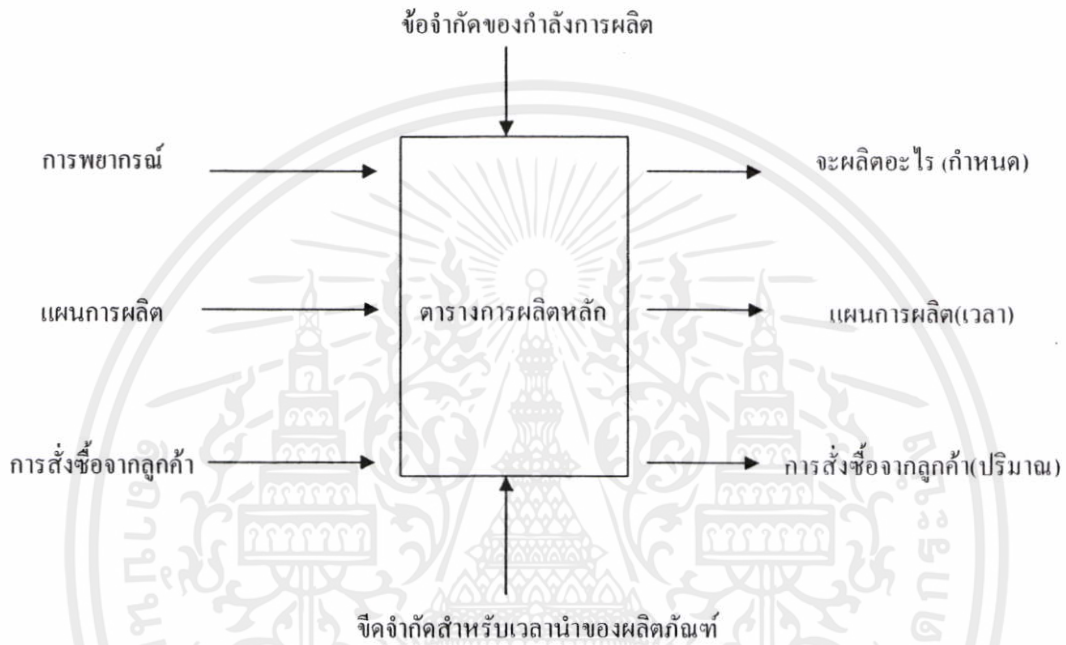 ข้อจำกัดของกำลังการผลิต
การพยากรณ์
จะผลิตอะไร (กำหนด)
แผนการผลิต
ตารางการผลิตหลัก
แผนการผลิต(เวลา)
การสั่งซื้อจากลูกค้า
การสั่งซื้อจากลูกค้า(ปริมาณ)
ขีดจำกัดสำหรับเวลานำของผลิตภัณฑ์